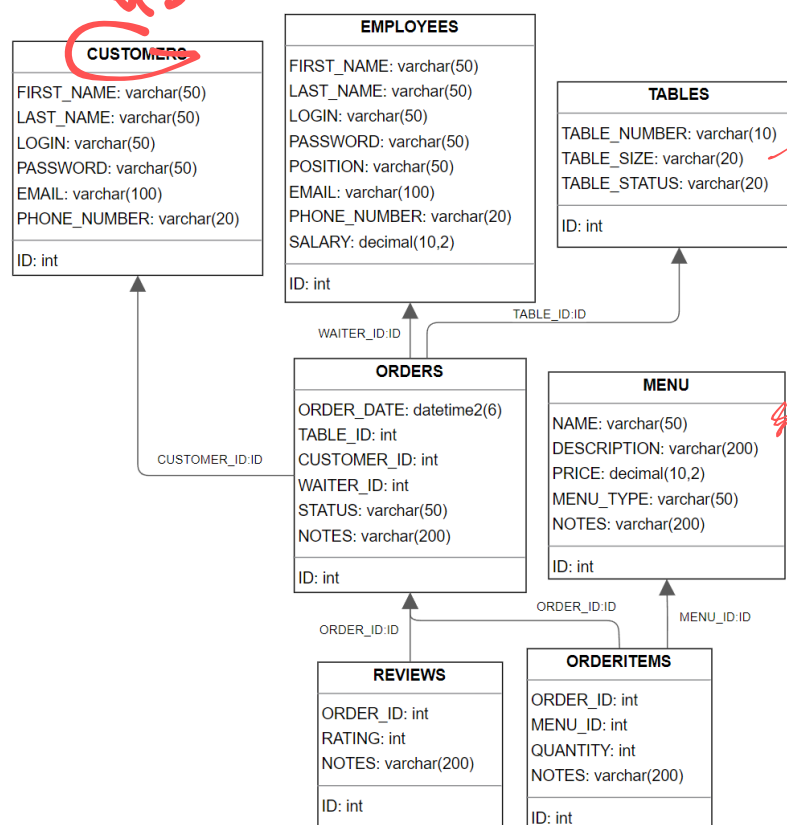 CUSTOMERS
FIRST_NAME: varchar(50)
LAST_NAME: varchar(50)
LOGIN: varchar(50)
PASSWORD: varchar(50)
EMAIL: varchar(100)
PHONE_NUMBER: varchar(20)
ID: int
EMPLOYEES
FIRST_NAME: varchar(50)
LAST_NAME: varchar(50)
LOGIN: varchar(50)
PASSWORD: varchar(50)
POSITION: varchar(50)
EMAIL: varchar(100)
PHONE_NUMBER: varchar(20)
SALARY: decimal(10,2)
ID: int
TABLES
TABLE_NUMBER: varchar(10)
TABLE_SIZE: varchar(20)
TABLE_STATUS: varchar(20)
ID: int
WAITER_ID:ID
TABLE_ID:ID
CUSTOMER_ID:ID
ORDERS
ORDER_DATE: datetime2(6)
TABLE_ID: int
CUSTOMER_ID: int
WAITER_ID: int
STATUS: varchar(50)
NOTES: varchar(200)
ID: int
MENU
NAME: varchar(50)
DESCRIPTION: varchar(200)
PRICE: decimal(10,2)
MENU_TYPE: varchar(50)
NOTES: varchar(200)
ID: int
ORDER_ID:ID
ORDER_ID:ID
MENU_ID:ID
REVIEWS
ORDER_ID: int
RATING: int
NOTES: varchar(200)
ID: int
ORDERITEMS
ORDER_ID: int
MENU_ID: int
QUANTITY: int
NOTES: varchar(200)
ID: int